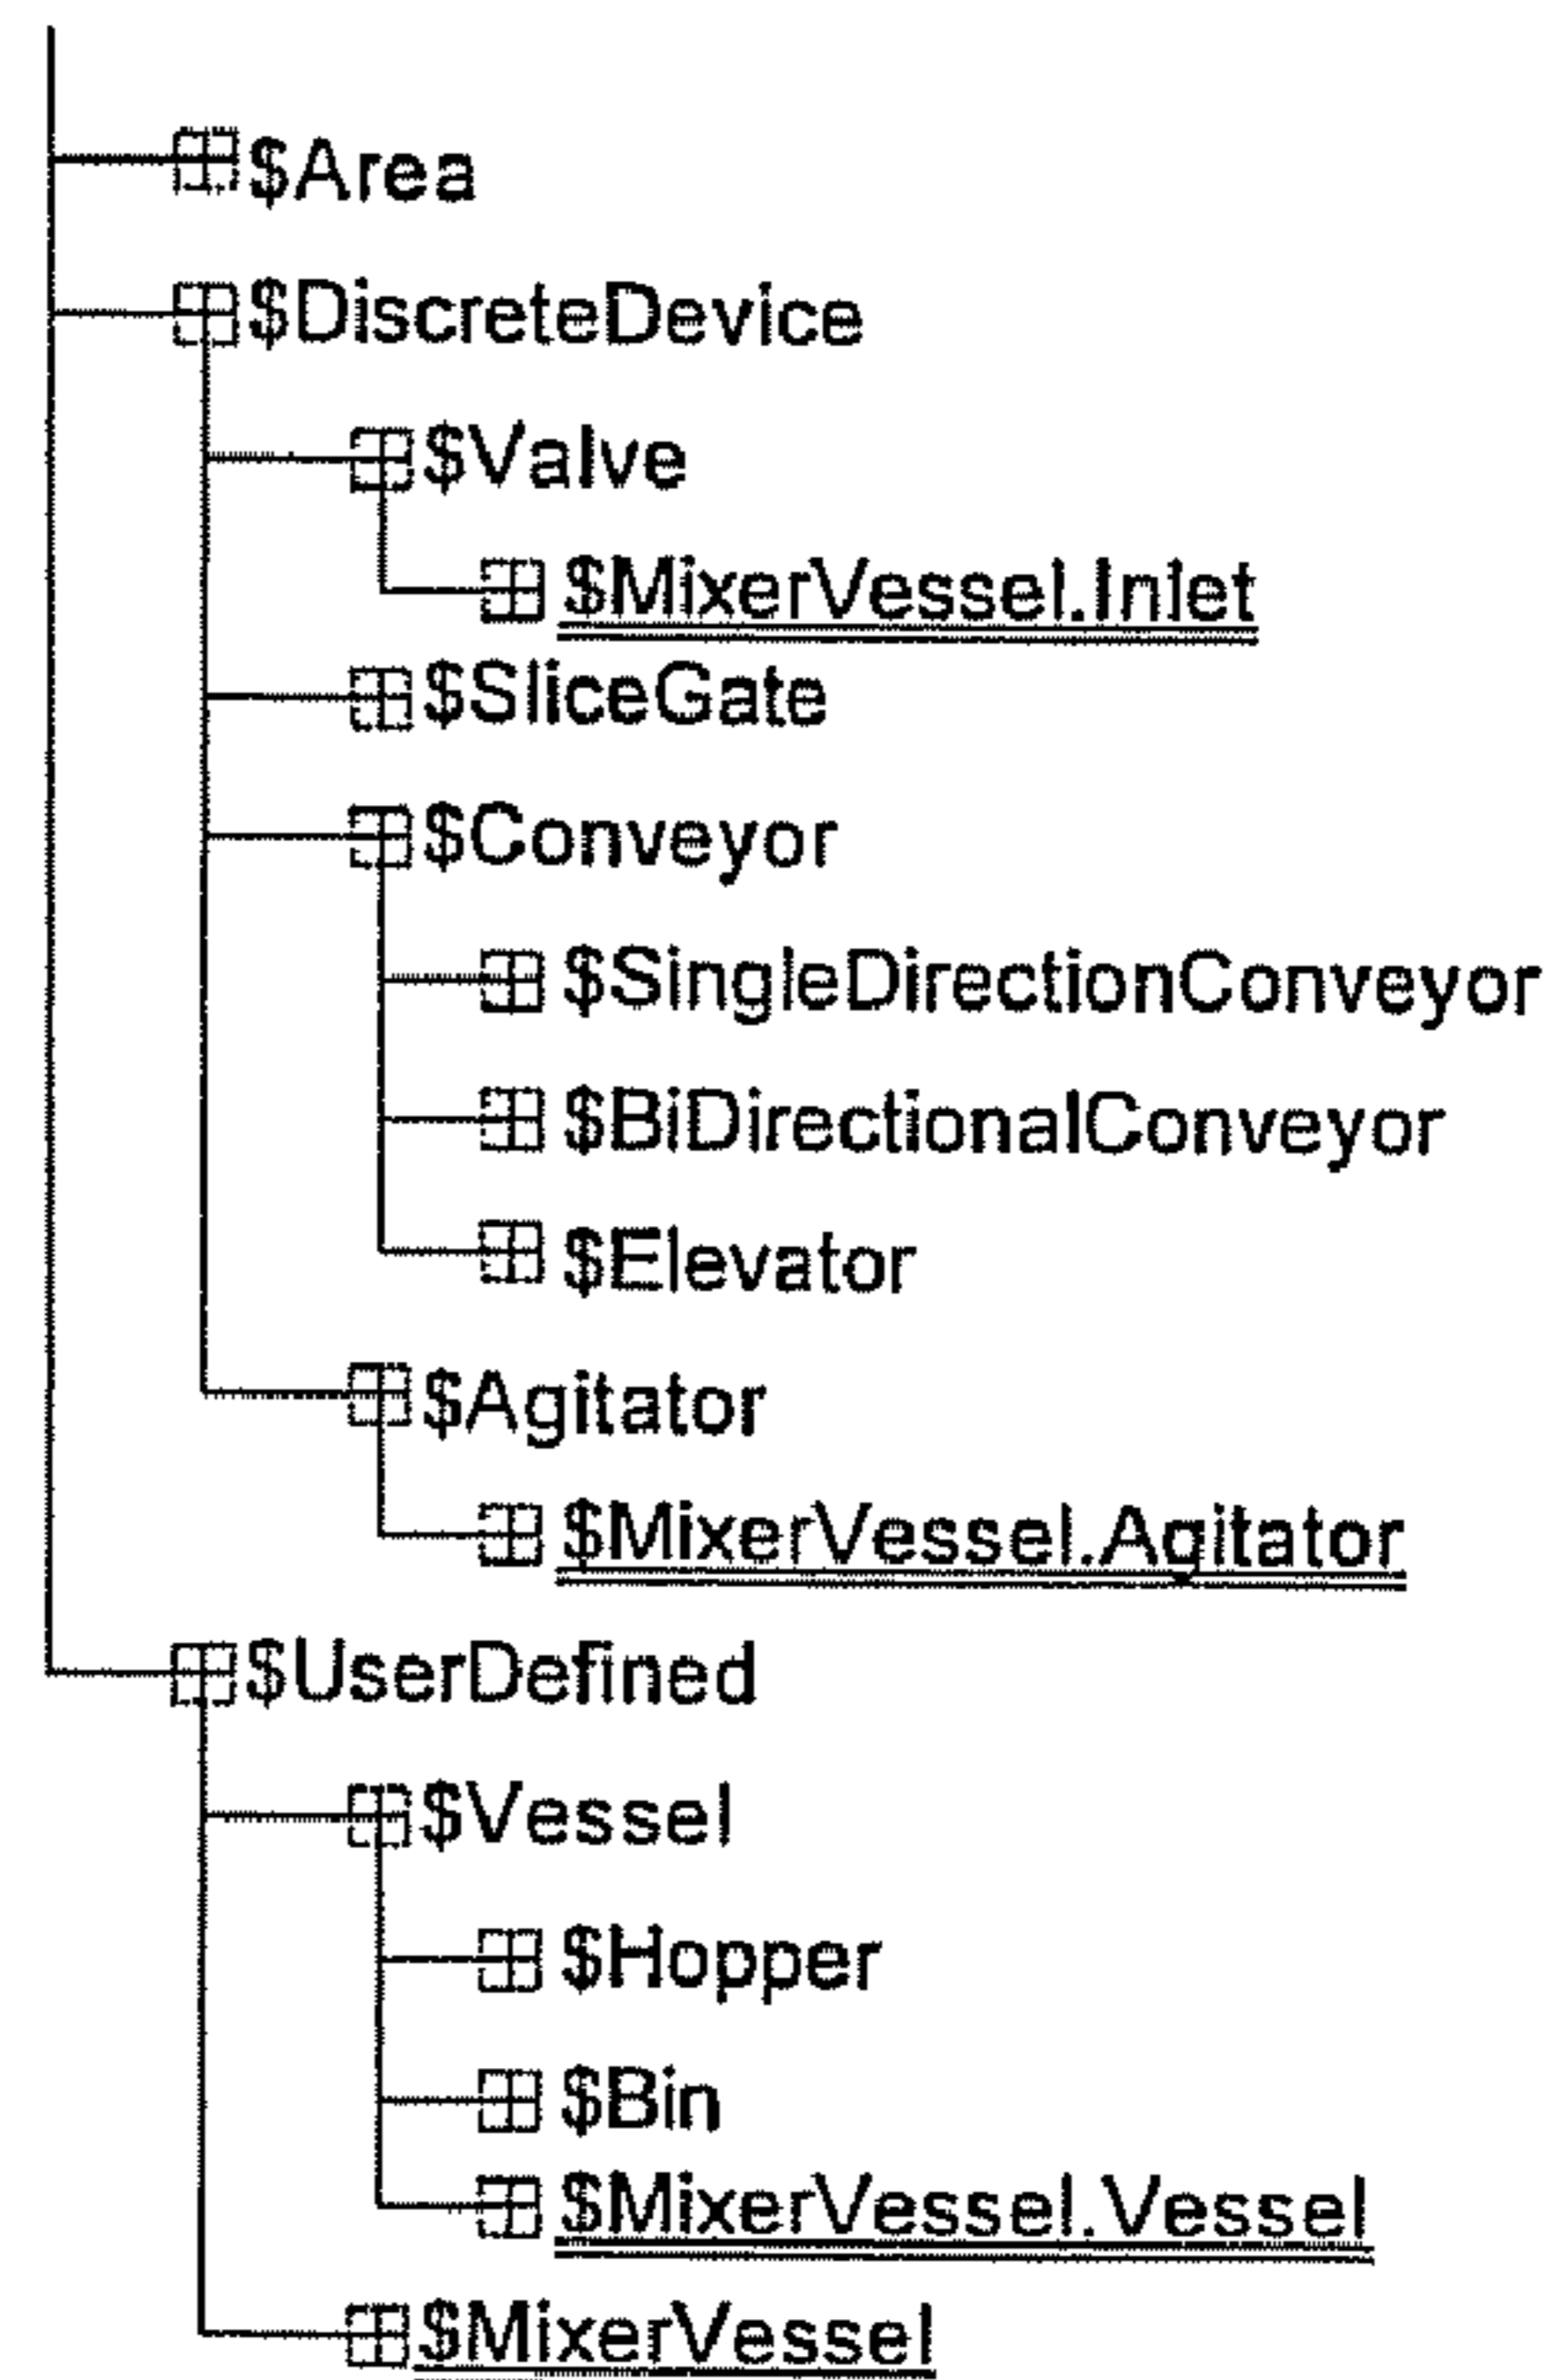 $Area
$DiscreteDevice
$Valve
$MixerVessel.Inlet
$SliceGate
$Conveyor
$SingleDirectionConveyor
$BiDirectionalConveyor
$Elevator
$Agitator
$MixerVessel.Agitator
$UserDefined
$Vessel
$Hopper
$Bin
$MixerVessel.Vessel
$MixerVessel